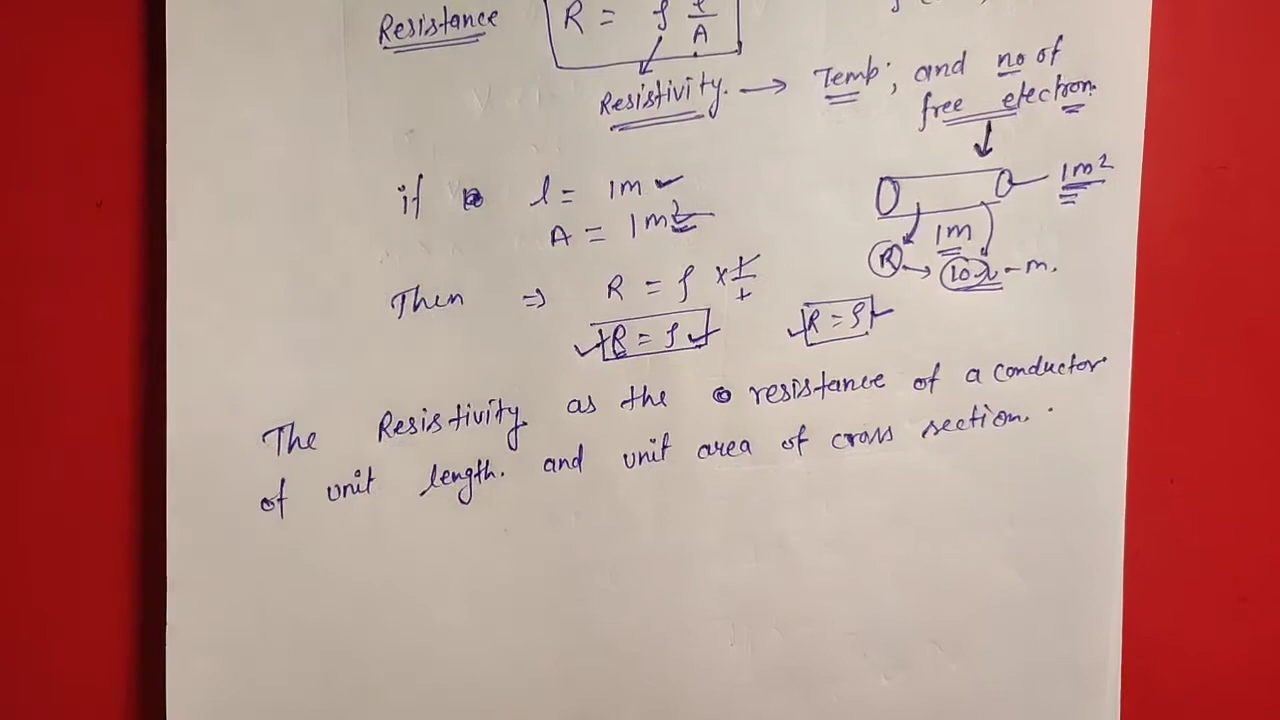 Resistance R = ρ l/A
Resistivity. → Temp; and no of
free electron.
if l = 1m
A = 1m²
1m²
1m
R → 10Ω-m.
Then ⇒ R = ρ × 1/1
R = ρ R = ρ
The Resistivity as the resistance of a conductor
of unit length. and unit area of cross section.